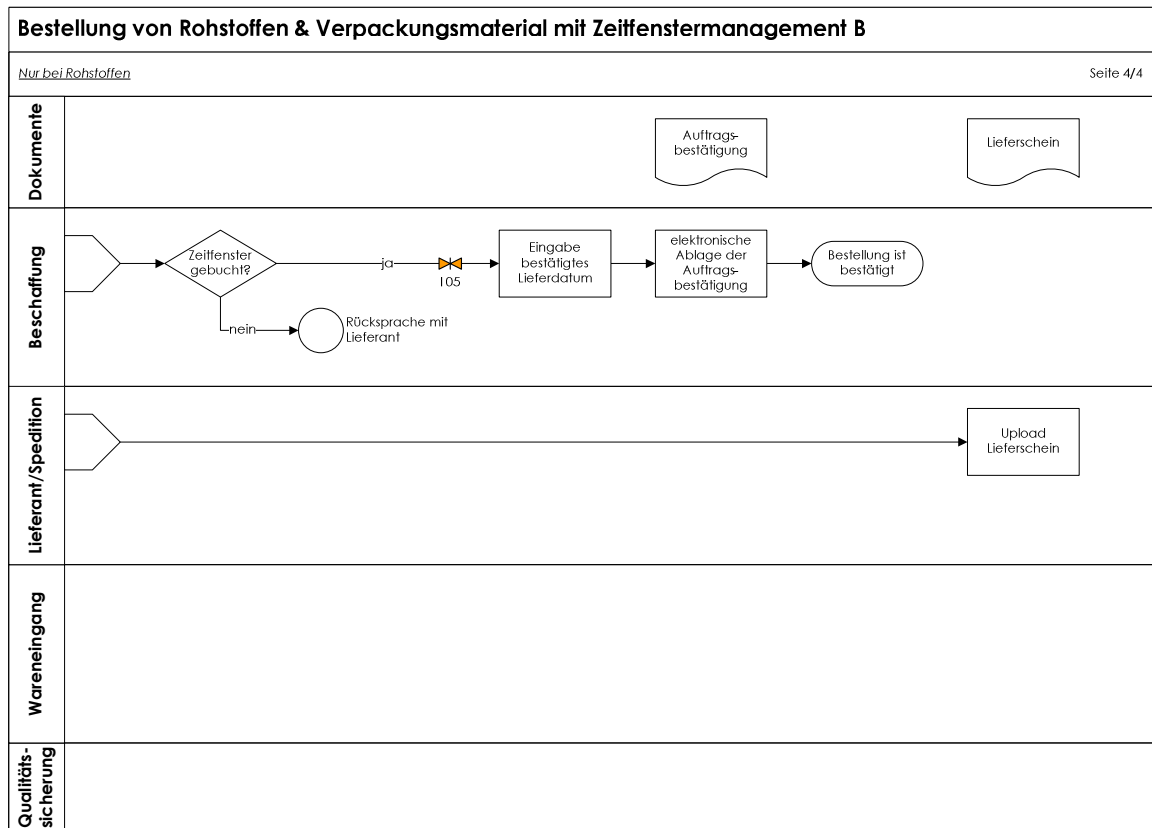 Bestellung von Rohstoffen & Verpackungsmaterial mit Zeitfenstermanagement B
Nur bei Rohstoffen
Seite 4/4
Dokumente
Auftrags-
bestätigung
Lieferschein
Beschaffung
Zeitfenster
gebucht?
ja
105
nein
Rücksprache mit
Lieferant
Eingabe
bestätigtes
Lieferdatum
elektronische
Ablage der
Auftrags-
bestätigung
Bestellung ist
bestätigt
Lieferant/Spedition
Upload
Lieferschein
Wareneingang
Qualitäts-
sicherung